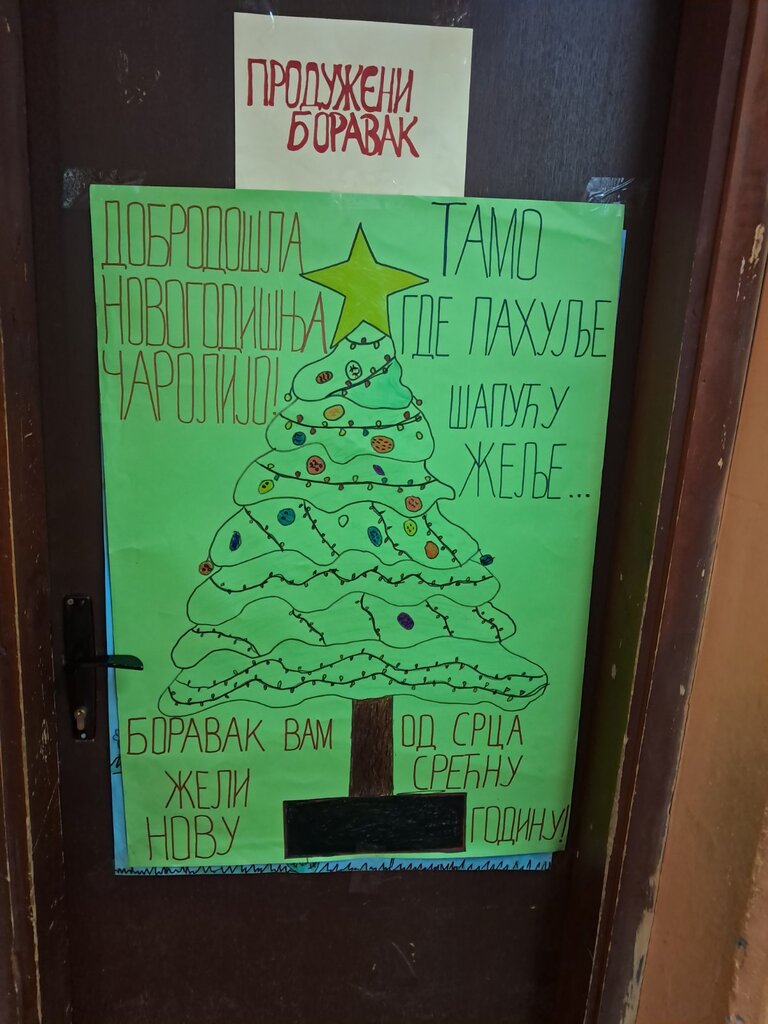 ПРОДУЖЕНИ
БОРАВАК
ДОБРОДОШЛА
НОВОГОДИШЊА
ЧАРОЛИЈО!
ТАМО
ГДЕ ПАХУЉЕ
ШАПУЋУ
ЖЕЉЕ...
БОРАВАК ВАМ
ЖЕЛИ
НОВУ
ОД СРЦА
СРЕЋНУ
ГОДИНУ!